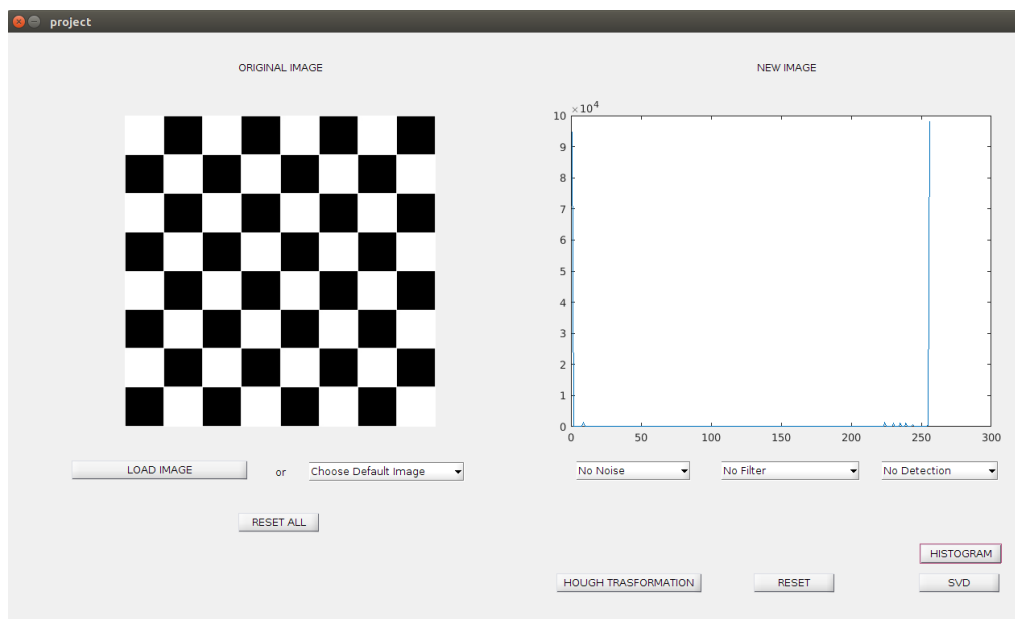 project
ORIGINAL IMAGE
NEW IMAGE
×10⁴
10
9
8
7
6
5
4
3
2
1
0
0 50 100 150 200 250 300
LOAD IMAGE or Choose Default Image
No Noise No Filter No Detection
RESET ALL
HISTOGRAM
HOUGH TRASFORMATION RESET SVD